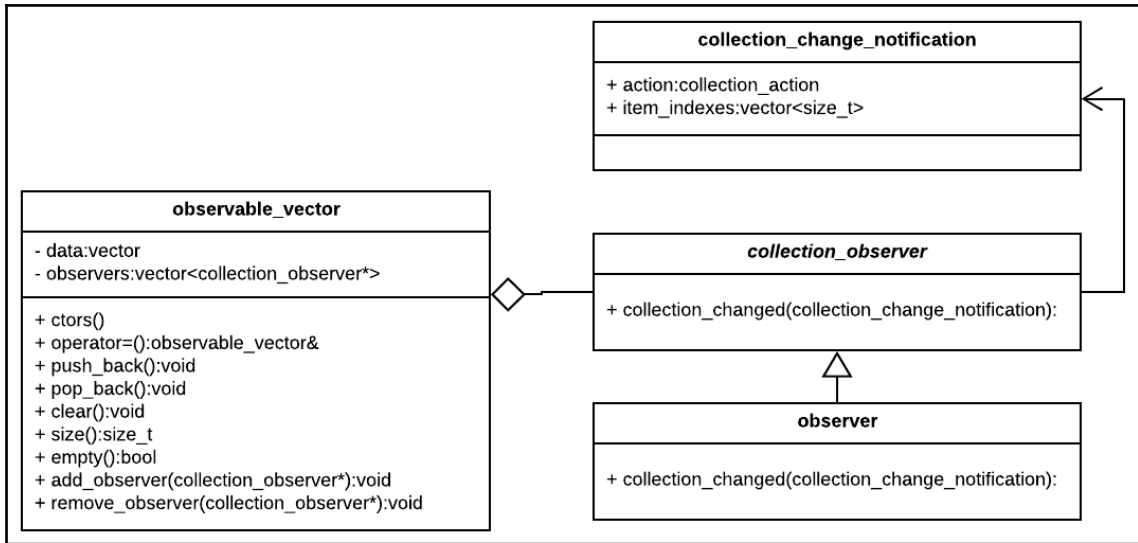 collection_change_notification
+ action:collection_action
+ item_indexes:vector<size_t>
observable_vector
- data:vector
- observers:vector<collection_observer*>
+ ctors()
+ operator=():observable_vector&
+ push_back():void
+ pop_back():void
+ clear():void
+ size():size_t
+ empty():bool
+ add_observer(collection_observer*):void
+ remove_observer(collection_observer*):void
collection_observer
+ collection_changed(collection_change_notification):
observer
+ collection_changed(collection_change_notification):